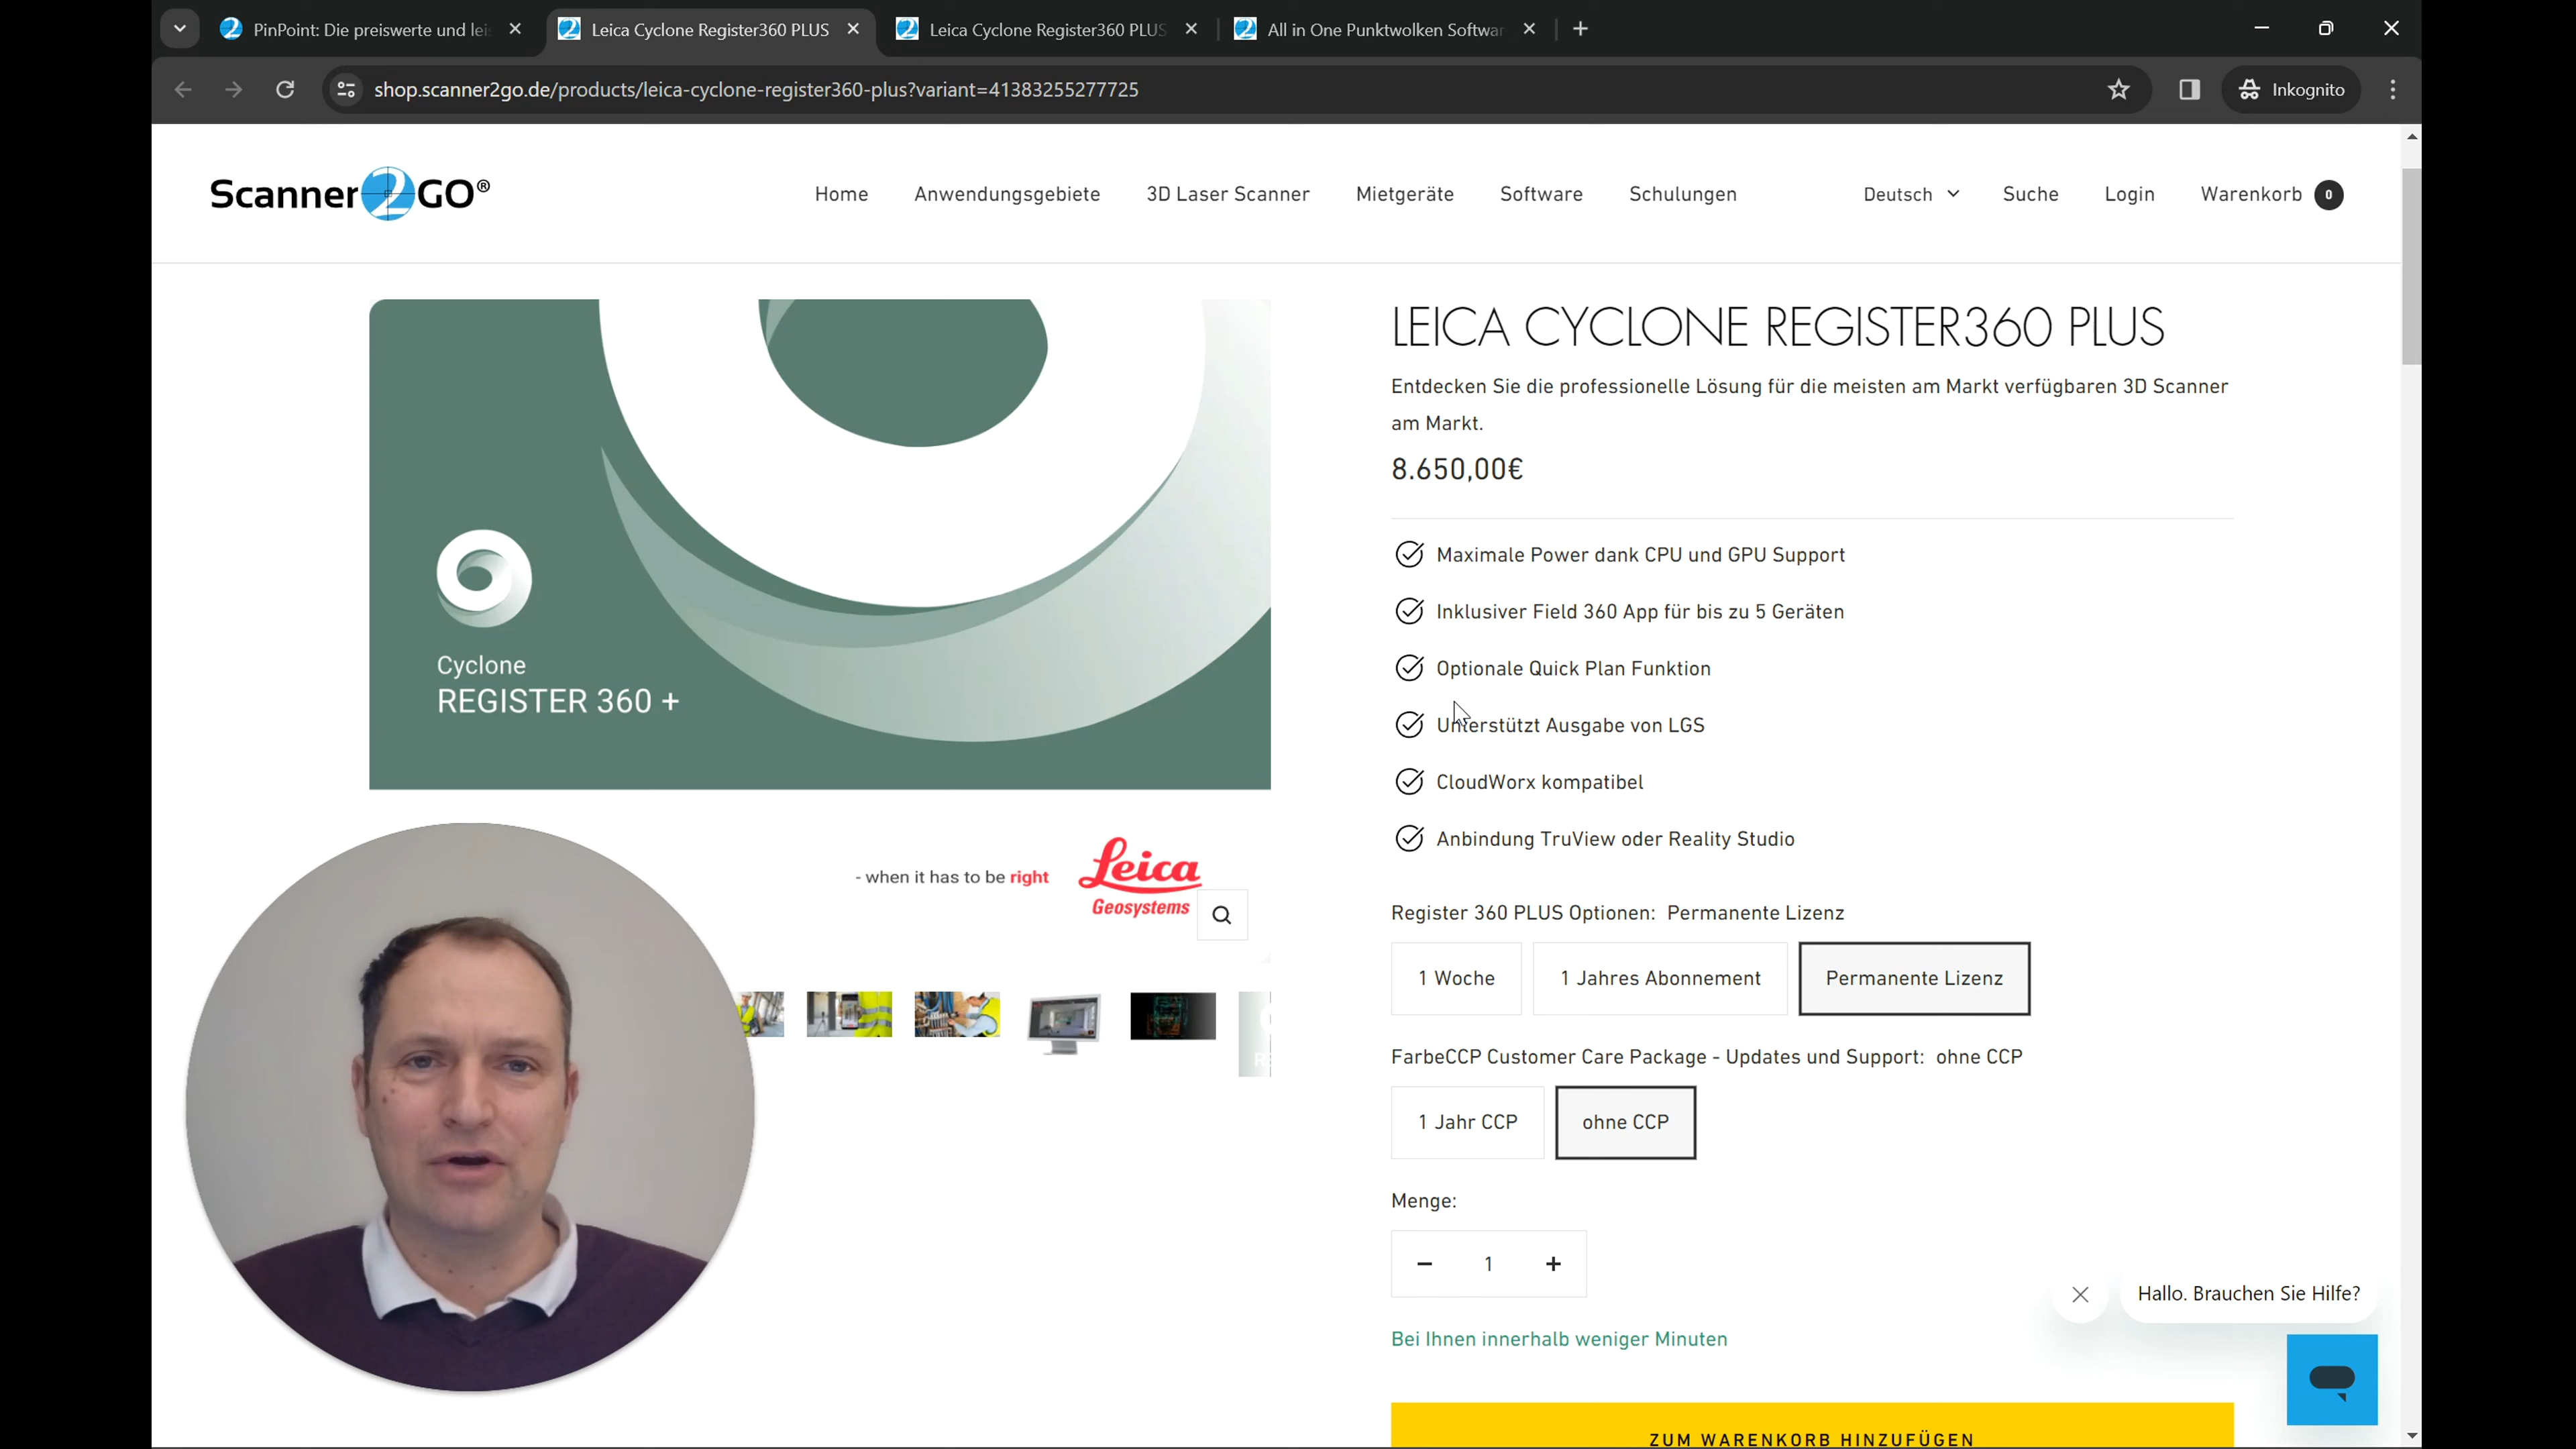 PinPoint: Die preiswerte und lei
Leica Cyclone Register360 PLUS
Leica Cyclone Register360 PLUS
All in One Punktwolken Softwar
shop.scanner2go.de/products/leica-cyclone-register360-plus?variant=41383255277725
Inkognito
Scanner2GO®
Home
Anwendungsgebiete
3D Laser Scanner
Mietgeräte
Software
Schulungen
Deutsch
Suche
Login
Warenkorb 0
LEICA CYCLONE REGISTER360 PLUS
Entdecken Sie die professionelle Lösung für die meisten am Markt verfügbaren 3D Scanner
am Markt.
8.650,00€
Maximale Power dank CPU und GPU Support
Inklusiver Field 360 App für bis zu 5 Geräten
Optionale Quick Plan Funktion
Unterstützt Ausgabe von LGS
CloudWorx kompatibel
Anbindung TruView oder Reality Studio
Cyclone
REGISTER 360 +
- when it has to be right
Leica
Geosystems
Register 360 PLUS Optionen: Permanente Lizenz
1 Woche
1 Jahres Abonnement
Permanente Lizenz
FarbeCCP Customer Care Package - Updates und Support: ohne CCP
1 Jahr CCP
ohne CCP
Menge:
− 1 +
Bei Ihnen innerhalb weniger Minuten
Hallo. Brauchen Sie Hilfe?
ZUM WARENKORB HINZUFÜGEN